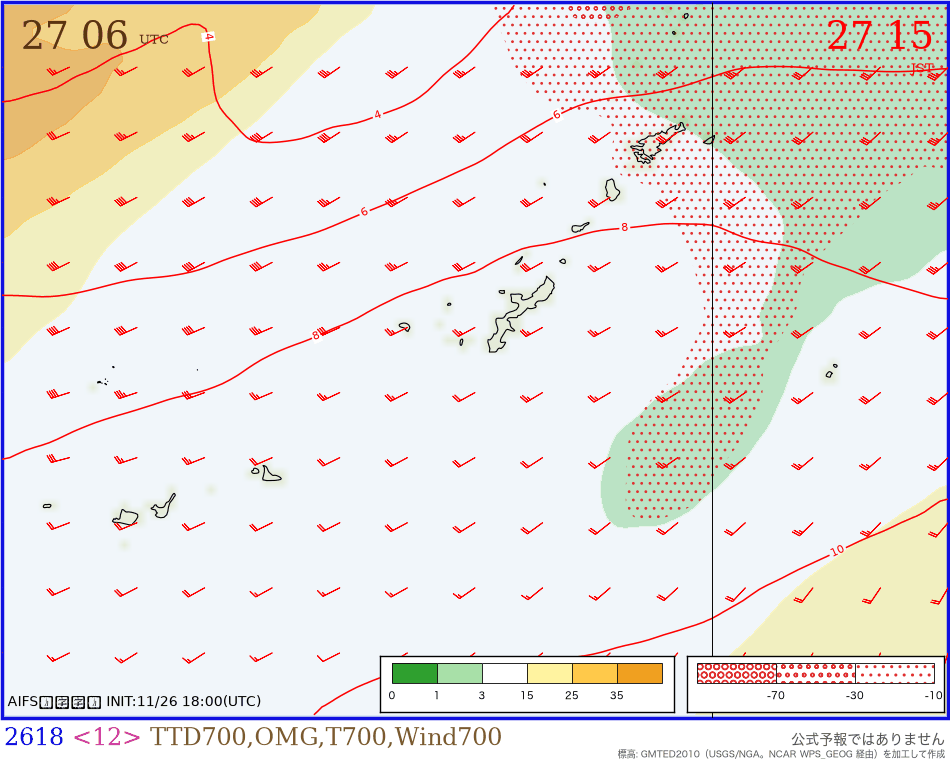 27 06 UTC
27 15
JST
4
4
6
6
8
8
10
AIFS INIT:11/26 18:00(UTC)
0 1 3 15 25 35
-70 -30 -10
2618 <12> TTD700,OMG,T700,Wind700
公式予報ではありません
標高: GMTED2010（USGS/NGA。NCAR WPS_GEOG 経由）を加工して作成